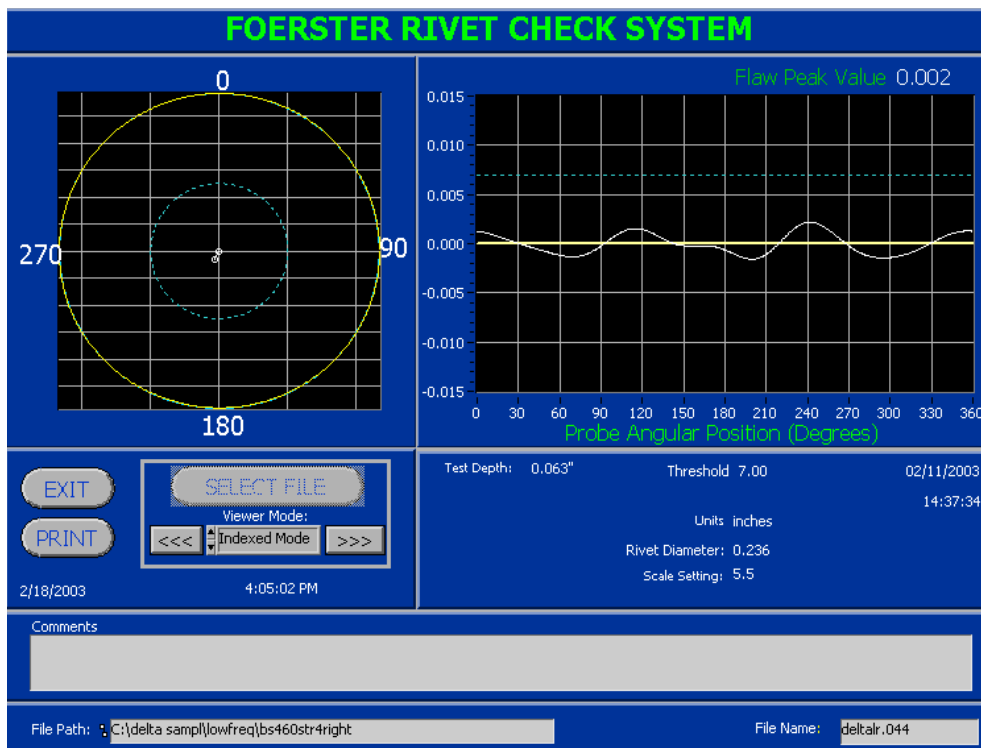 FOERSTER RIVET CHECK SYSTEM
0
270
90
180
Flaw Peak Value 0.002
0.015
0.010
0.005
0.000
-0.005
-0.010
-0.015
0 30 60 90 120 150 180 210 240 270 300 330 360
Probe Angular Position (Degrees)
EXIT
PRINT
SELECT FILE
Viewer Mode:
<<< Indexed Mode >>>
2/18/2003 4:05:02 PM
Test Depth: 0.063" Threshold 7.00 02/11/2003
14:37:34
Units inches
Rivet Diameter: 0.236
Scale Setting: 5.5
Comments
File Path: C:\delta sampl\lowfreq\bs460str4right
File Name: deltalr.044